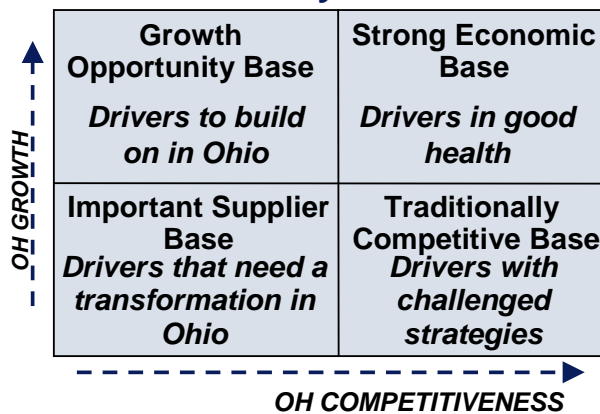 Growth
Opportunity Base
Drivers to build
on in Ohio
Strong Economic
Base
Drivers in good
health
Important Supplier
Base
Drivers that need a
transformation in
Ohio
Traditionally
Competitive Base
Drivers with
challenged
strategies
OH GROWTH
OH COMPETITIVENESS